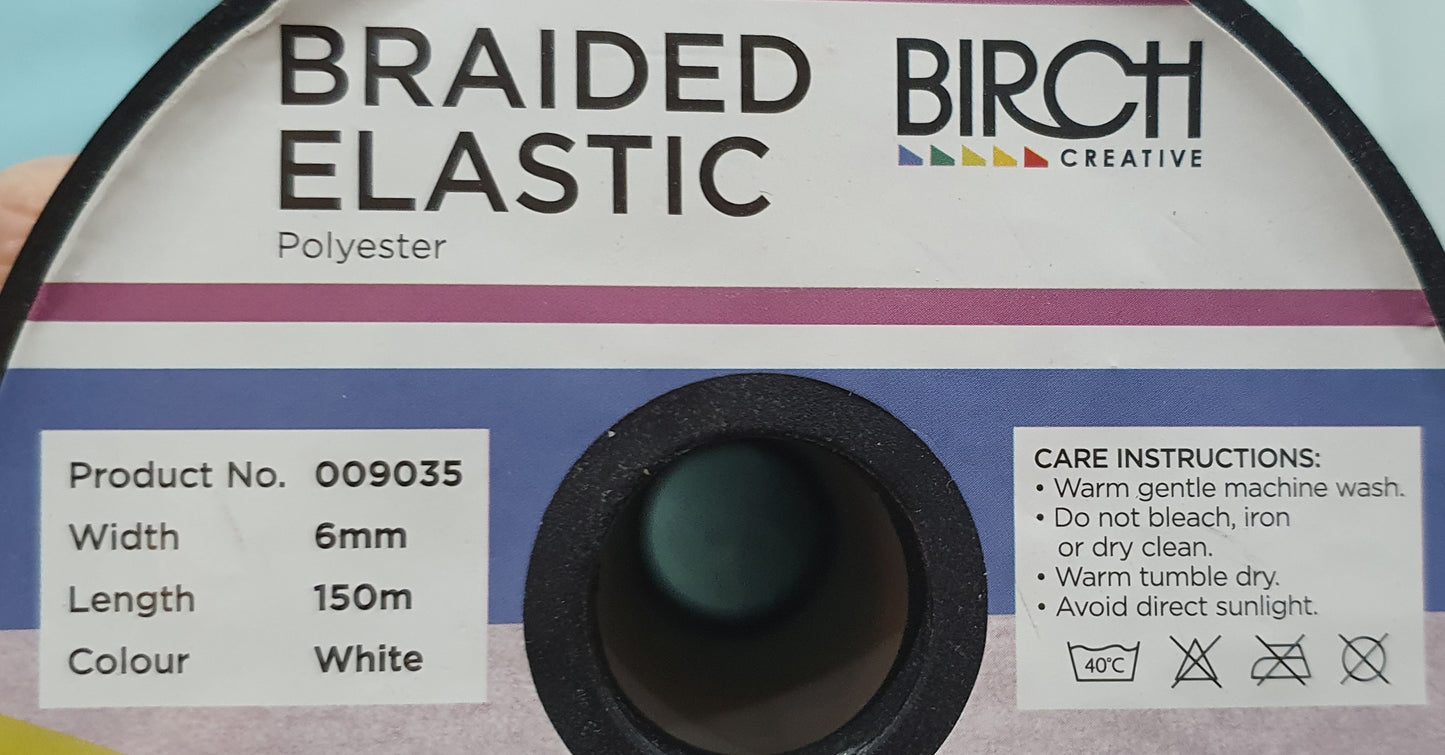 BRAIDED
ELASTIC
Polyester
BIRCH
CREATIVE
Product No. 009035
Width 6mm
Length 150m
Colour White
CARE INSTRUCTIONS:
• Warm gentle machine wash.
• Do not bleach, iron
or dry clean.
• Warm tumble dry.
• Avoid direct sunlight.
40°C